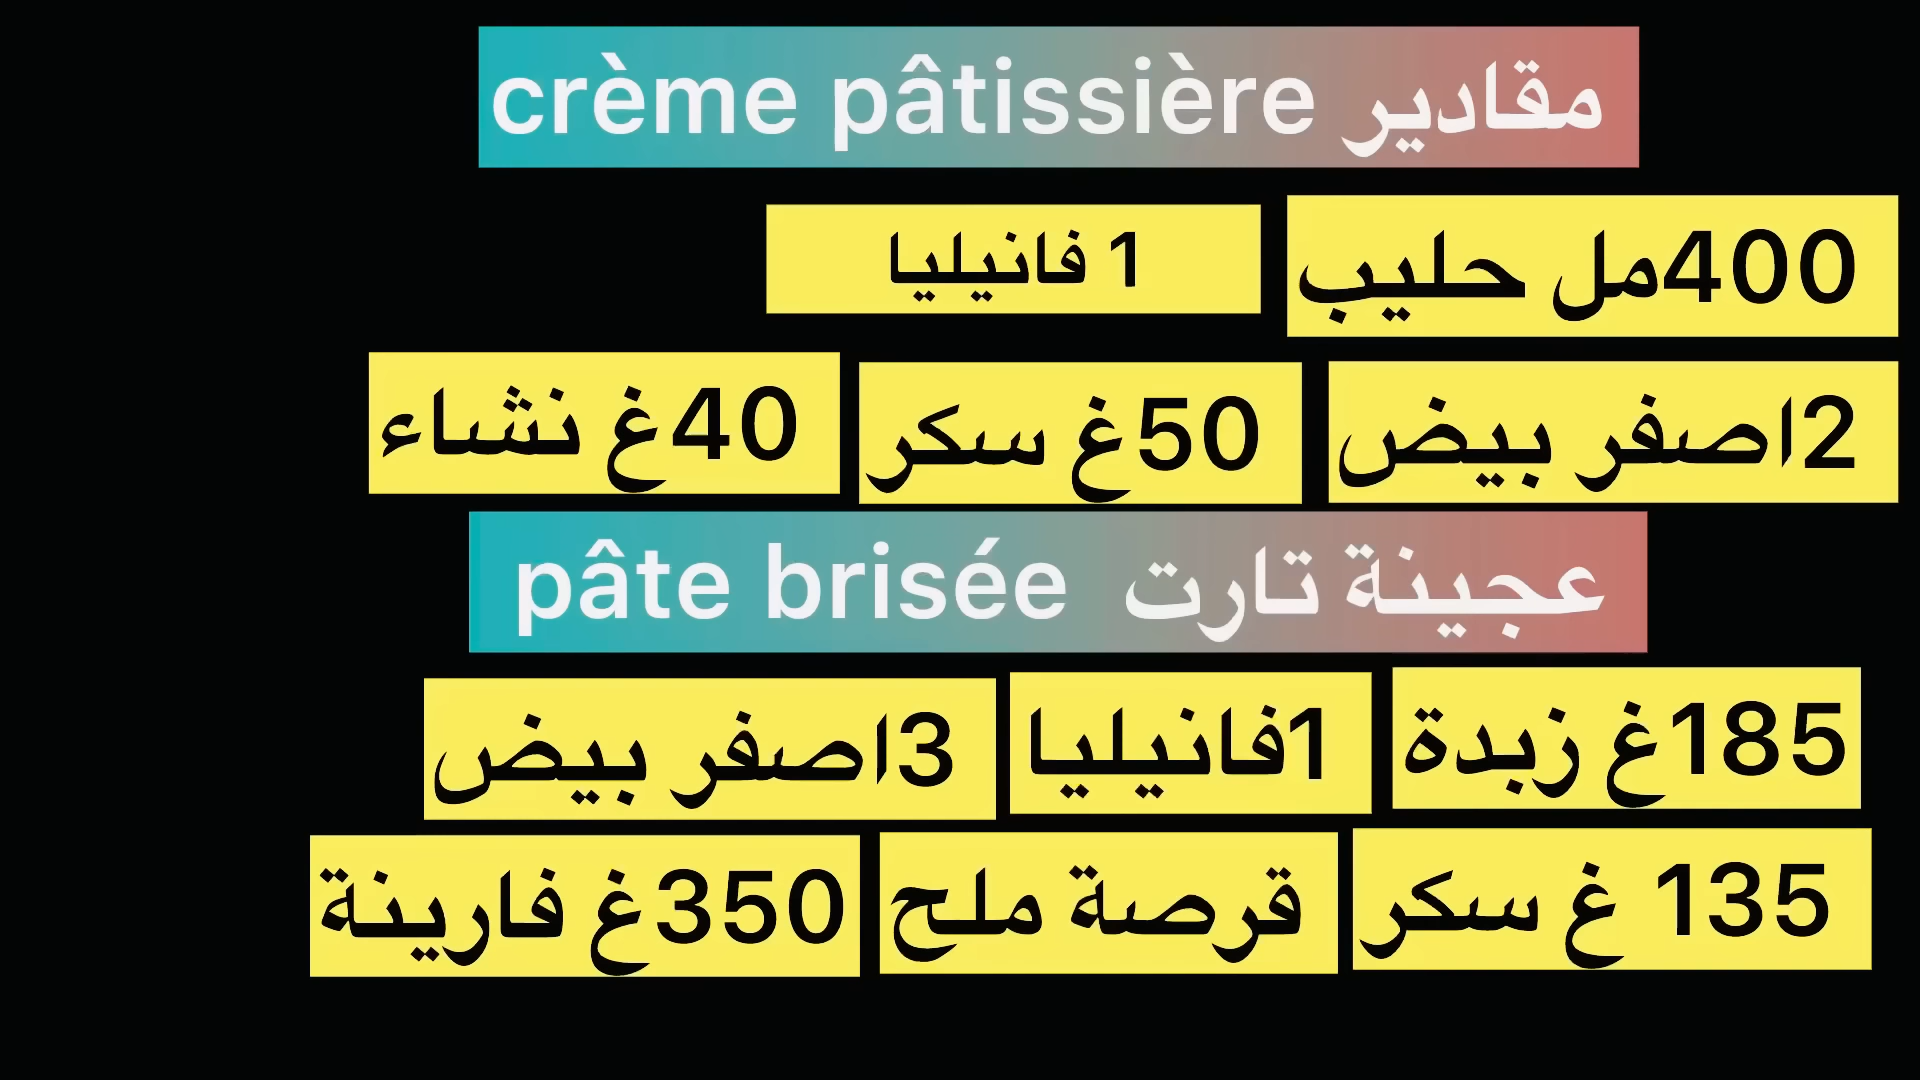 مقادير crème pâtissière
400مل حليب
1 فانيليا
2اصفر بيض
50غ سكر
40غ نشاء
عجينة تارت pâte brisée
185غ زبدة
1فانيليا
3اصفر بيض
135 غ سكر
قرصة ملح
350غ فارينة